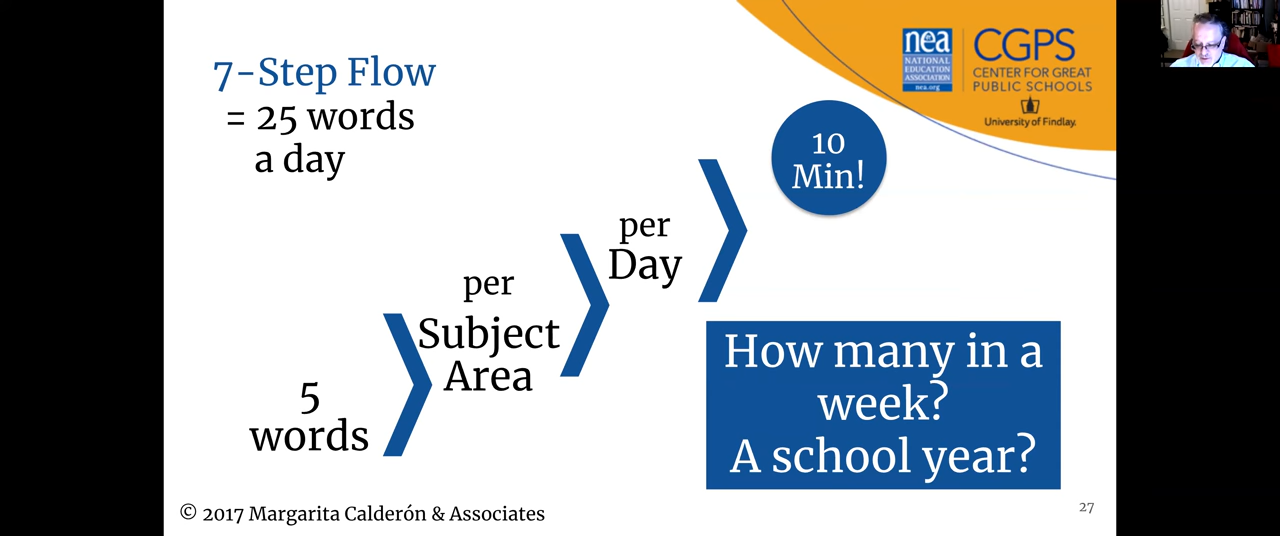 7-Step Flow
= 25 words
a day
nea
NATIONAL
EDUCATION
ASSOCIATION
nea.org
CGPS
CENTER FOR GREAT
PUBLIC SCHOOLS
University of Findlay.
10
Min!
per
Day
per
Subject
Area
5
words
How many in a
week?
A school year?
© 2017 Margarita Calderón & Associates
27